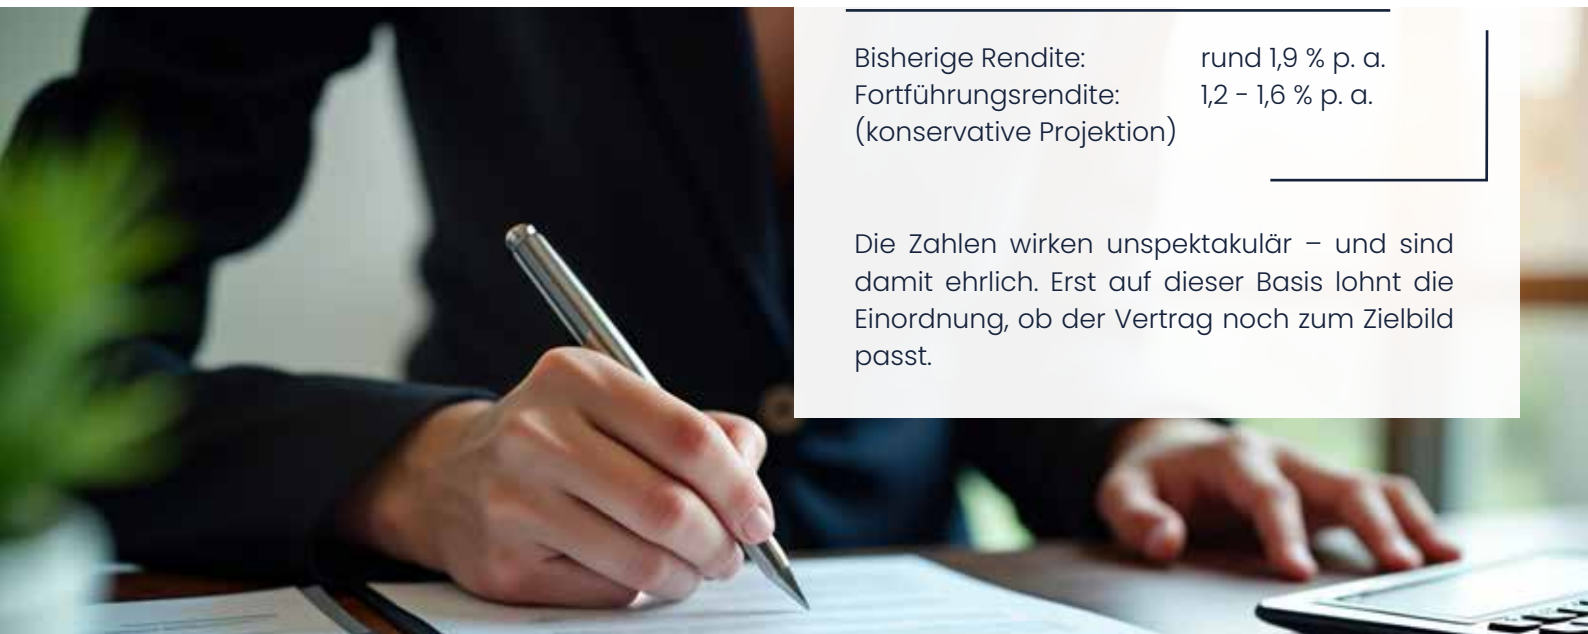 Bisherige Rendite: rund 1,9 % p. a.
Fortführungsrendite: 1,2 - 1,6 % p. a.
(konservative Projektion)
Die Zahlen wirken unspektakulär – und sind
damit ehrlich. Erst auf dieser Basis lohnt die
Einordnung, ob der Vertrag noch zum Zielbild
passt.